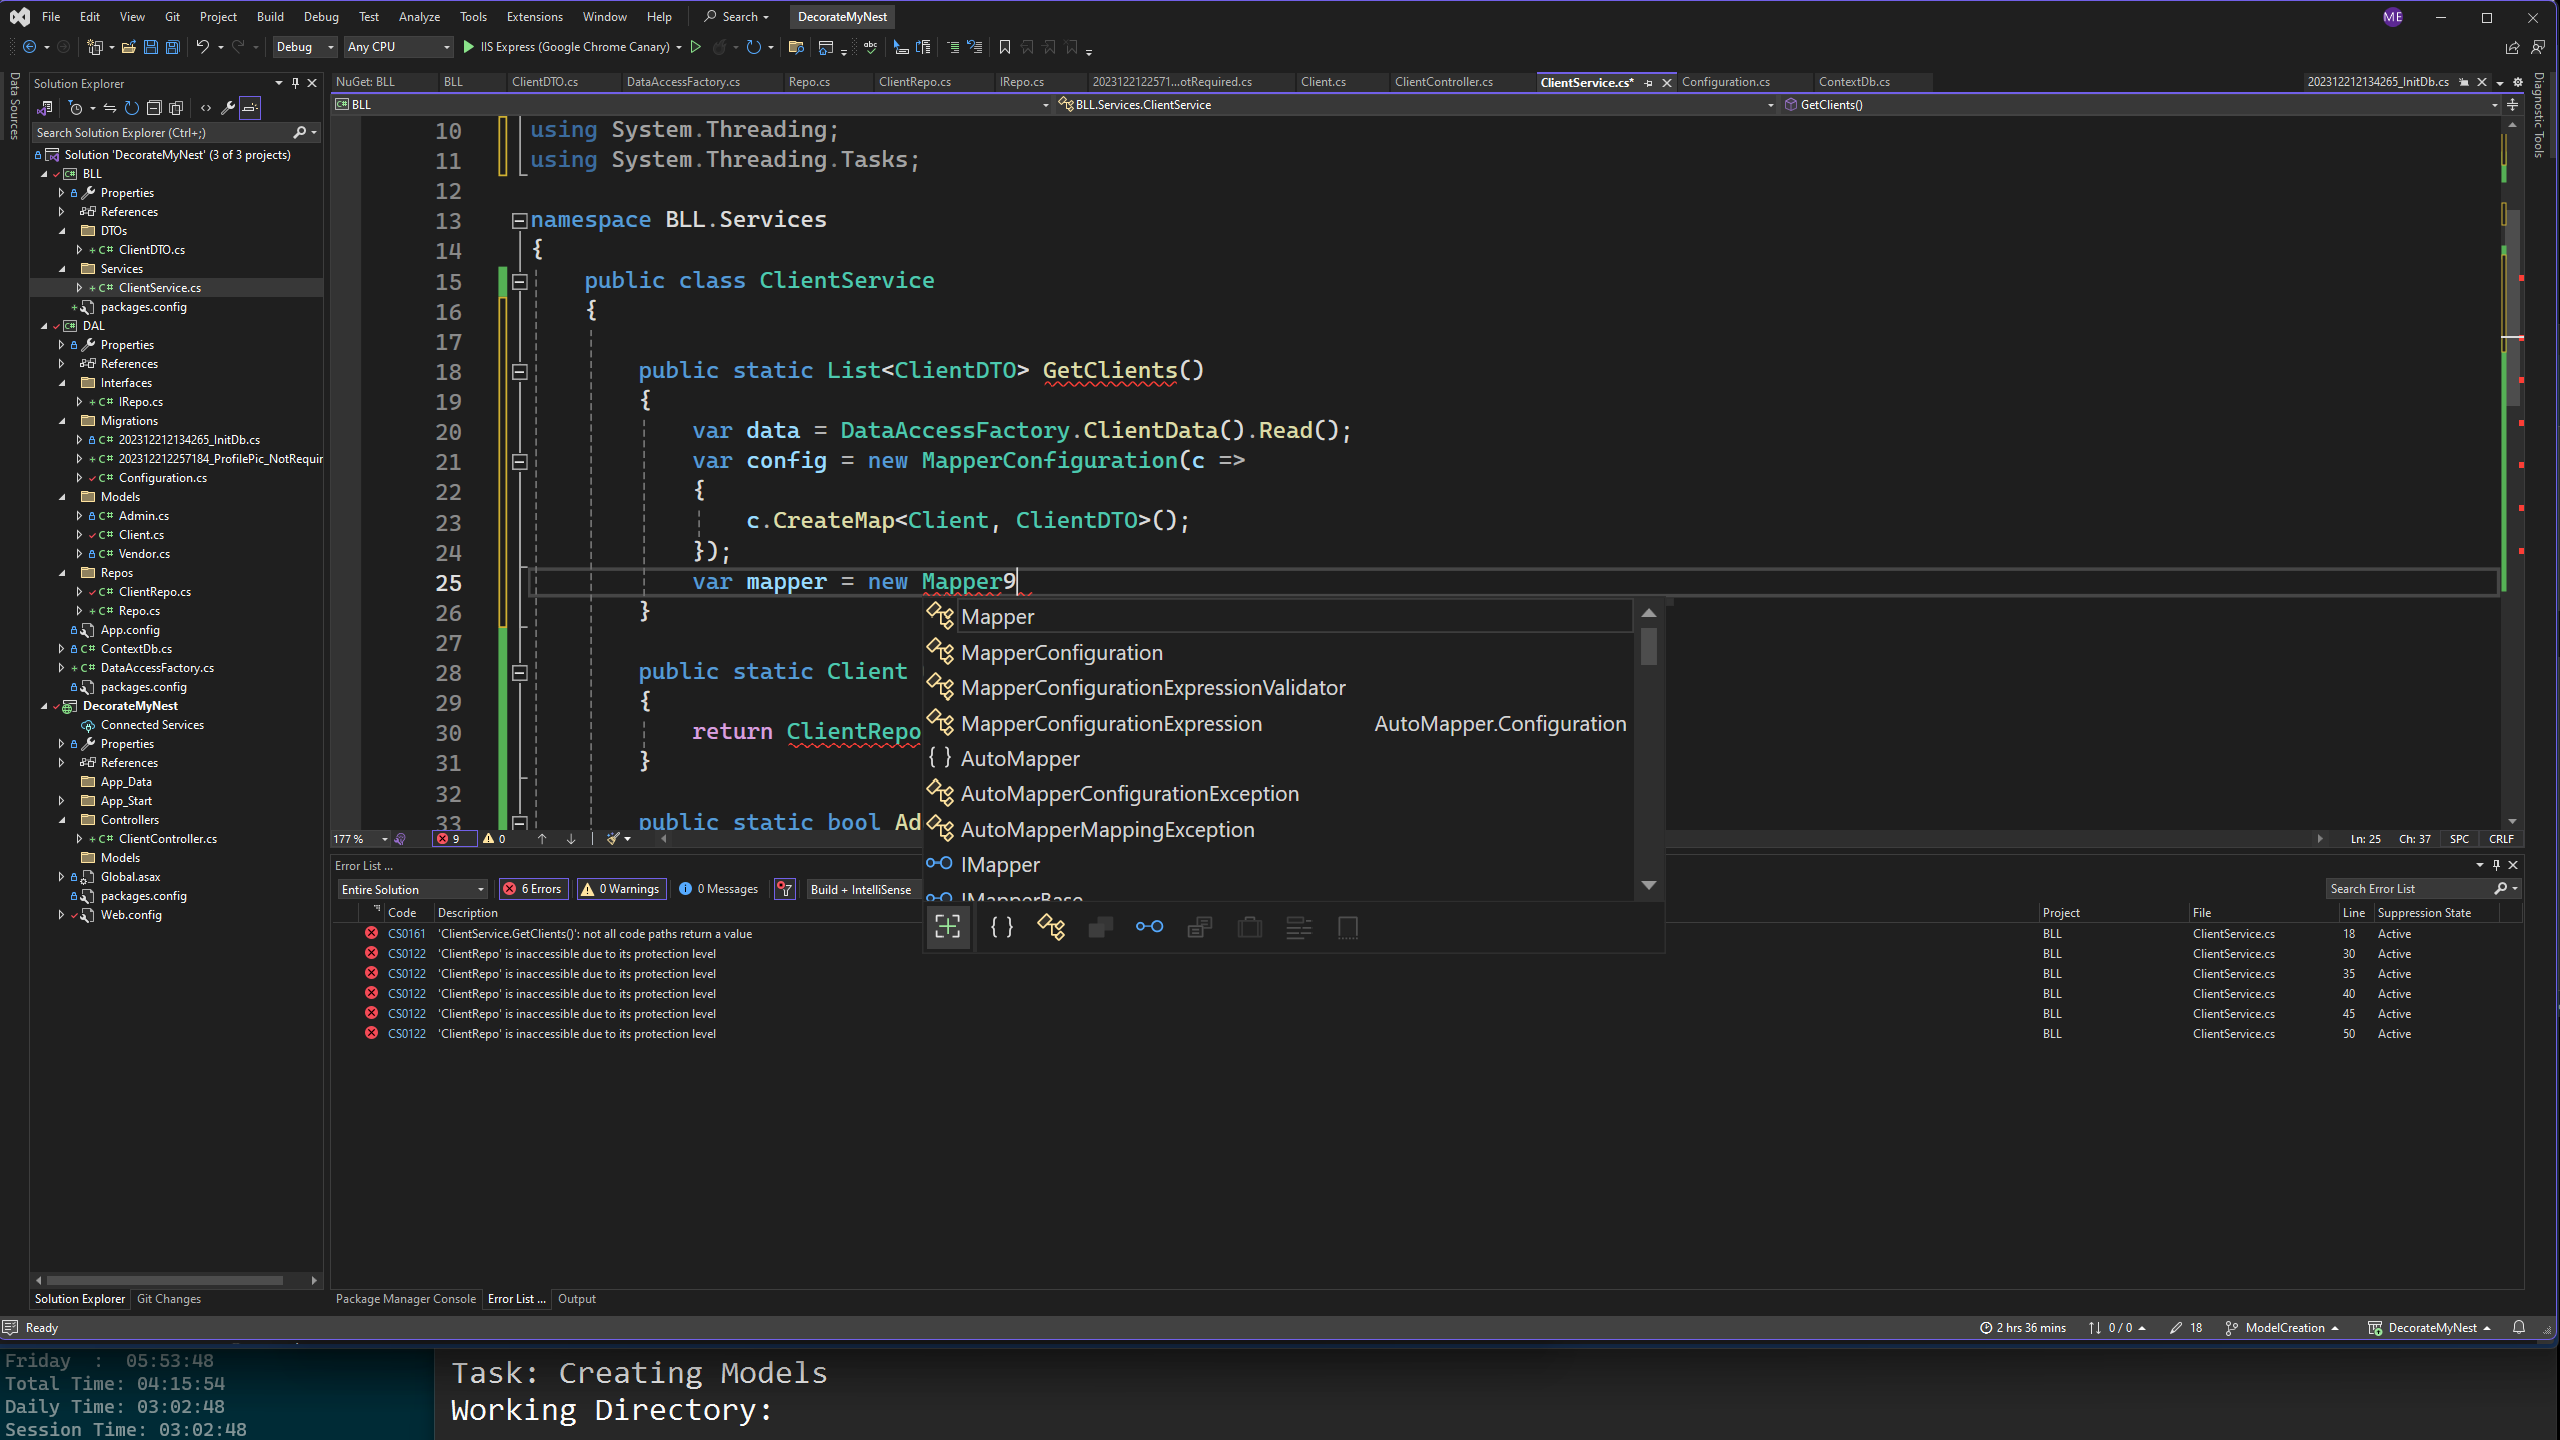 File Edit View Git Project Build Debug Test Analyze Tools Extensions Window Help Search DecorateMyNest ME
Debug Any CPU IIS Express (Google Chrome Canary)
Data Sources
Solution Explorer
Search Solution Explorer (Ctrl+;)
Solution 'DecorateMyNest' (3 of 3 projects)
BLL
Properties
References
DTOs
ClientDTO.cs
Services
ClientService.cs
packages.config
DAL
Properties
References
Interfaces
IRepo.cs
Migrations
202312212134265_InitDb.cs
202312212257184_ProfilePic_NotRequir
Configuration.cs
Models
Admin.cs
Client.cs
Vendor.cs
Repos
ClientRepo.cs
Repo.cs
App.config
ContextDb.cs
DataAccessFactory.cs
packages.config
DecorateMyNest
Connected Services
Properties
References
App_Data
App_Start
Controllers
ClientController.cs
Models
Global.asax
packages.config
Web.config
Solution Explorer Git Changes
NuGet: BLL BLL ClientDTO.cs DataAccessFactory.cs Repo.cs ClientRepo.cs IRepo.cs 2023122122571...otRequired.cs Client.cs ClientController.cs ClientService.cs* Configuration.cs ContextDb.cs 202312212134265_InitDb.cs
BLL BLL.Services.ClientService GetClients()
Diagnostic Tools
10 using System.Threading;
11 using System.Threading.Tasks;
12
13 namespace BLL.Services
14 {
15 public class ClientService
16 {
17
18 public static List<ClientDTO> GetClients()
19 {
20 var data = DataAccessFactory.ClientData().Read();
21 var config = new MapperConfiguration(c =>
22 {
23 c.CreateMap<Client, ClientDTO>();
24 });
25 var mapper = new Mapper9
26 }
27
28 public static Client
29 {
30 return ClientRepo
31 }
32
33 public static bool Ad
Mapper
MapperConfiguration
MapperConfigurationExpressionValidator
MapperConfigurationExpression AutoMapper.Configuration
AutoMapper
AutoMapperConfigurationException
AutoMapperMappingException
IMapper
IMapperBase
177 % 9 0 Ln: 25 Ch: 37 SPC CRLF
Error List ...
Entire Solution 6 Errors 0 Warnings 0 Messages Build + IntelliSense Search Error List
Code Description Project File Line Suppression State
CS0161 'ClientService.GetClients()': not all code paths return a value BLL ClientService.cs 18 Active
CS0122 'ClientRepo' is inaccessible due to its protection level BLL ClientService.cs 30 Active
CS0122 'ClientRepo' is inaccessible due to its protection level BLL ClientService.cs 35 Active
CS0122 'ClientRepo' is inaccessible due to its protection level BLL ClientService.cs 40 Active
CS0122 'ClientRepo' is inaccessible due to its protection level BLL ClientService.cs 45 Active
CS0122 'ClientRepo' is inaccessible due to its protection level BLL ClientService.cs 50 Active
Package Manager Console Error List ... Output
Ready 2 hrs 36 mins 0 / 0 18 ModelCreation DecorateMyNest
Friday : 05:53:48
Total Time: 04:15:54
Daily Time: 03:02:48
Session Time: 03:02:48
Task: Creating Models
Working Directory: